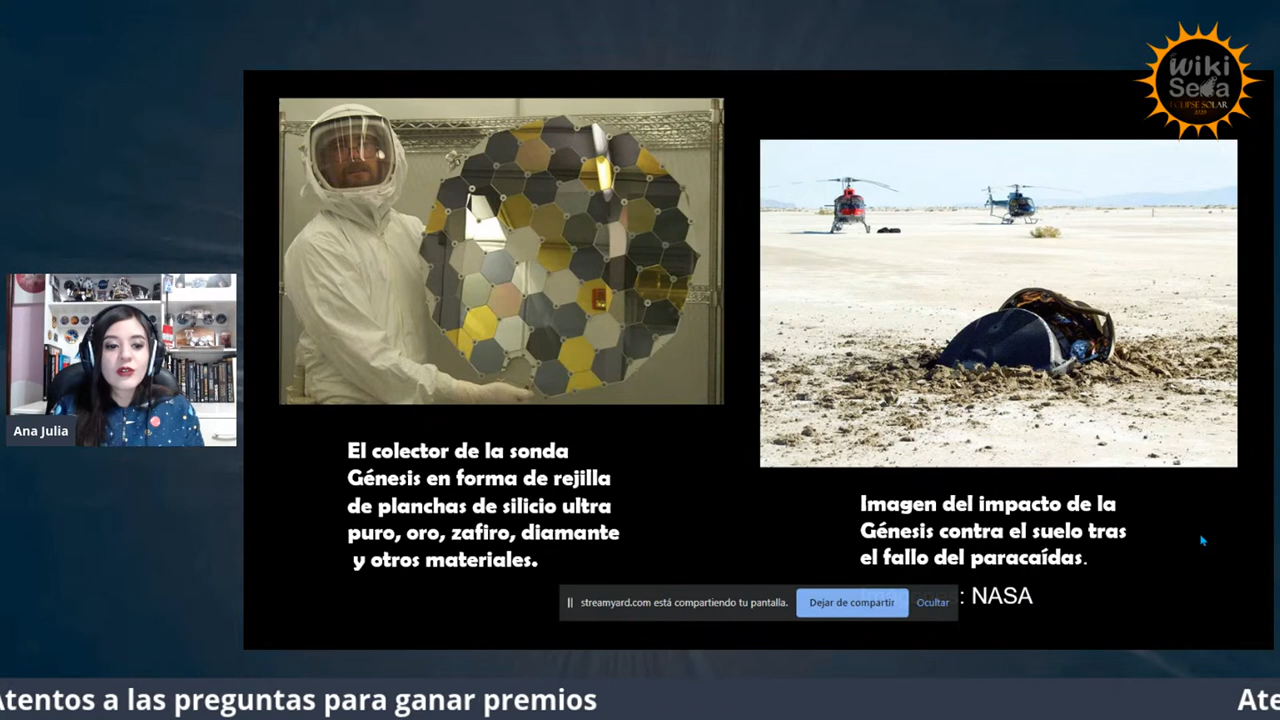 wiki
Seda
ECLIPSE SOLAR
2020
Ana Julia
El colector de la sonda
Génesis en forma de rejilla
de planchas de silicio ultra
puro, oro, zafiro, diamante
y otros materiales.
Imagen del impacto de la
Génesis contra el suelo tras
el fallo del paracaídas.
: NASA
streamyard.com está compartiendo tu pantalla.
Dejar de compartir
Ocultar
Atentos a las preguntas para ganar premios
Ate